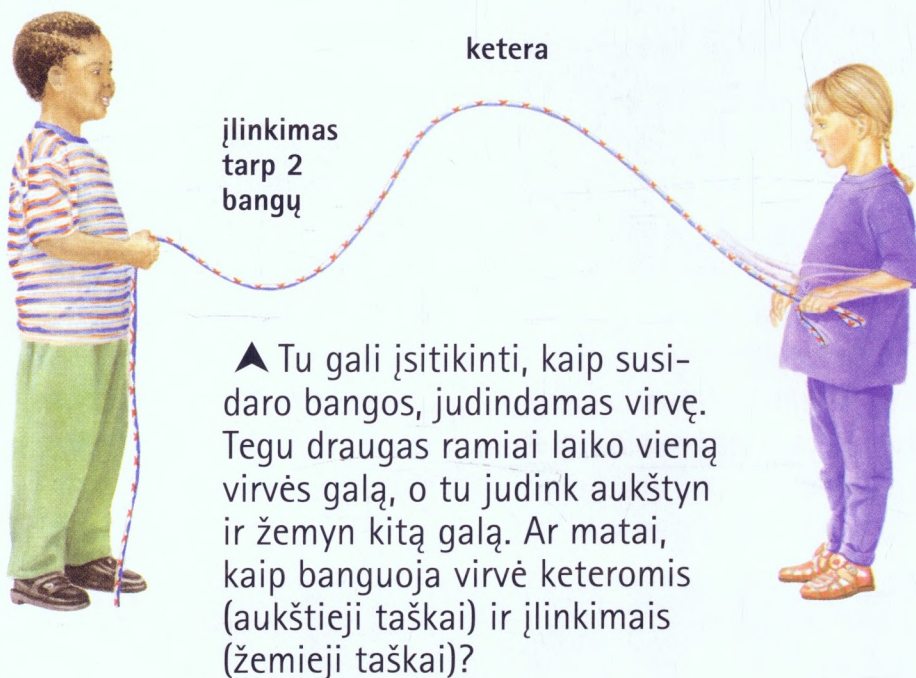 ketera
įlinkimas
tarp 2
bangų
Tu gali įsitikinti, kaip susi-
daro bangos, judindamas virvę.
Tegu draugas ramiai laiko vieną
virvės galą, o tu judink aukštyn
ir žemyn kitą galą. Ar matai,
kaip banguoja virvė keteromis
(aukštieji taškai) ir įlinkimais
(žemieji taškai)?